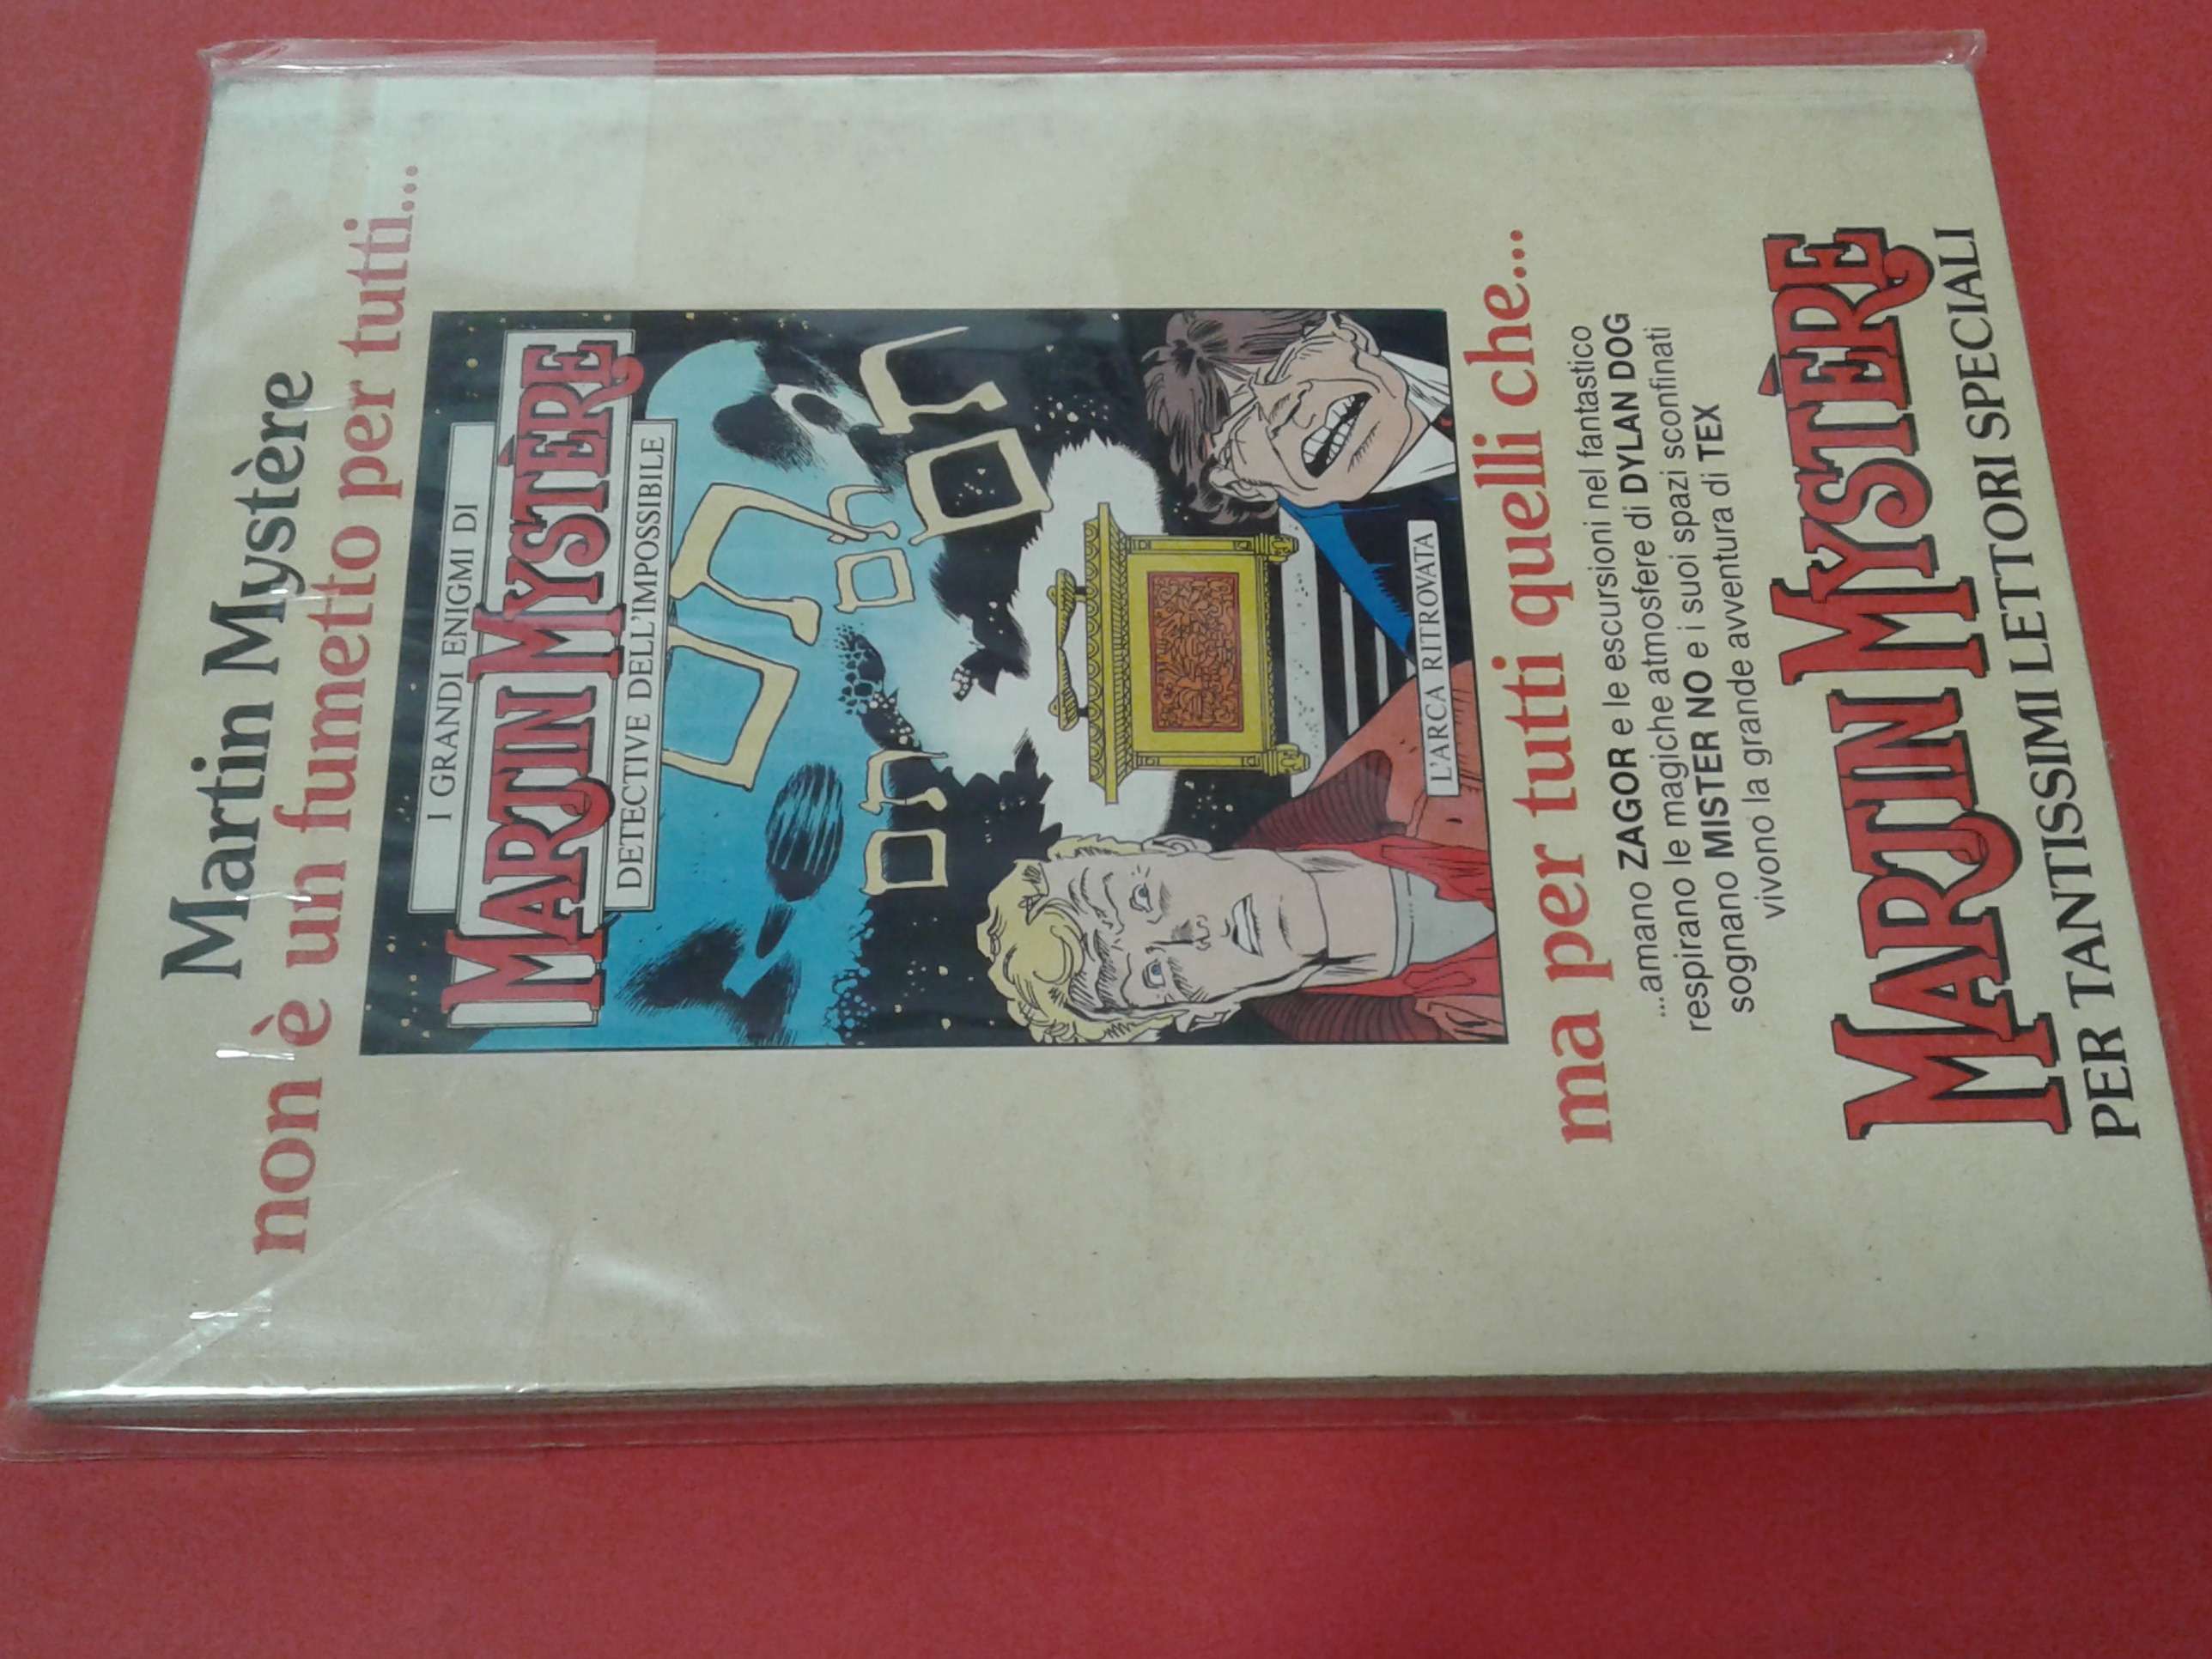 Martin Mystère
non è un fumetto per tutti...
I GRANDI ENIGMI DI
MARTIN MYSTÈRE
DETECTIVE DELL'IMPOSSIBILE
L'ARCA RITROVATA
ma per tutti quelli che...
...amano ZAGOR e le escursioni nel fantastico
respirano le magiche atmosfere di DYLAN DOG
sognano MISTER NO e i suoi spazi sconfinati
vivono la grande avventura di TEX
MARTIN MYSTÈRE
PER TANTISSIMI LETTORI SPECIALI